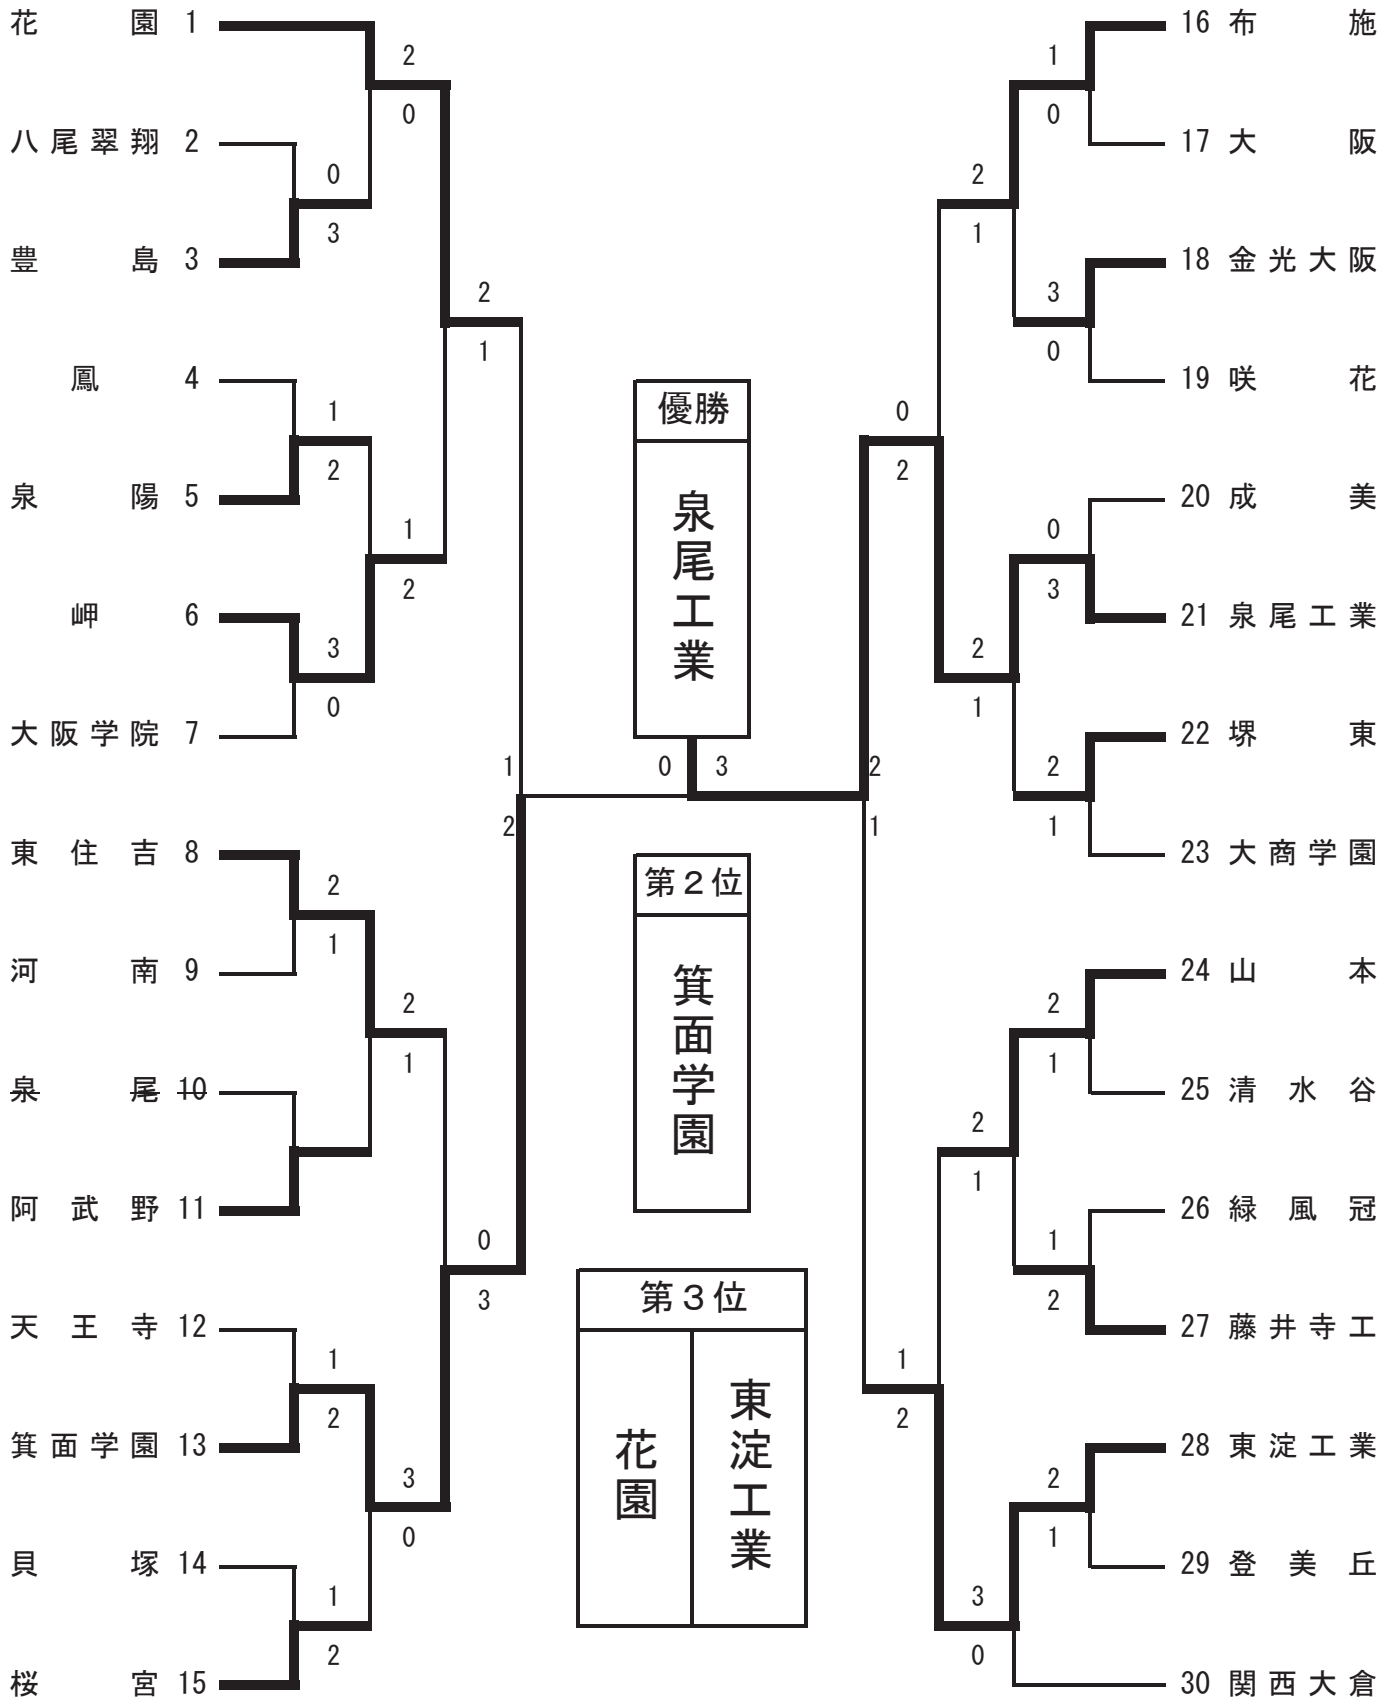 花園 1
2
0
八尾翠翔 2
0
3
豊島 3
2
1
鳳 4
1
2
泉陽 5
1
2
岬 6
3
0
大阪学院 7
1
2
東住吉 8
2
1
河南 9
2
1
泉尾 10
阿武野 11
0
3
天王寺 12
1
2
箕面学園 13
3
0
貝塚 14
1
2
桜宮 15
優勝
泉尾工業
0 3
第２位
箕面学園
第３位
花園
東淀工業
16 布施
1
0
17 大阪
2
1
18 金光大阪
3
0
19 咲花
0
2
20 成美
0
3
21 泉尾工業
2
1
22 堺東
2
1
23 大商学園
2
1
24 山本
2
1
25 清水谷
2
1
26 緑風冠
1
2
27 藤井寺工
1
2
28 東淀工業
2
1
29 登美丘
3
0
30 関西大倉